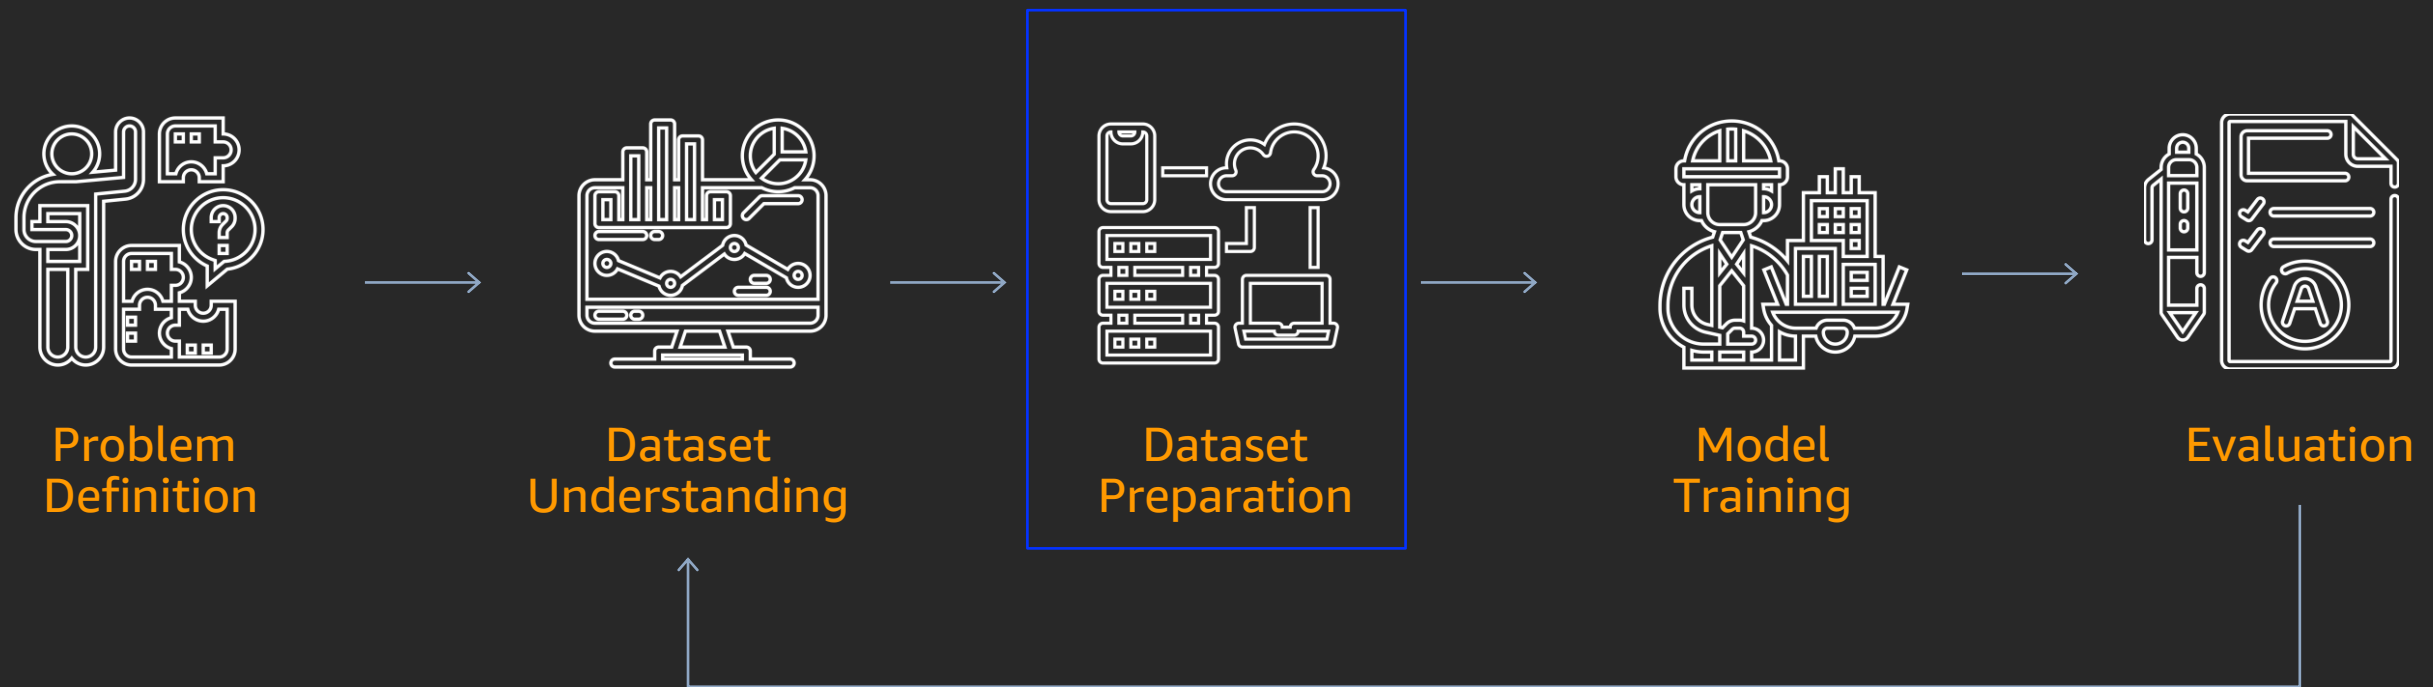 ?
A
Problem
Definition
Dataset
Understanding
Dataset
Preparation
Model
Training
Evaluation